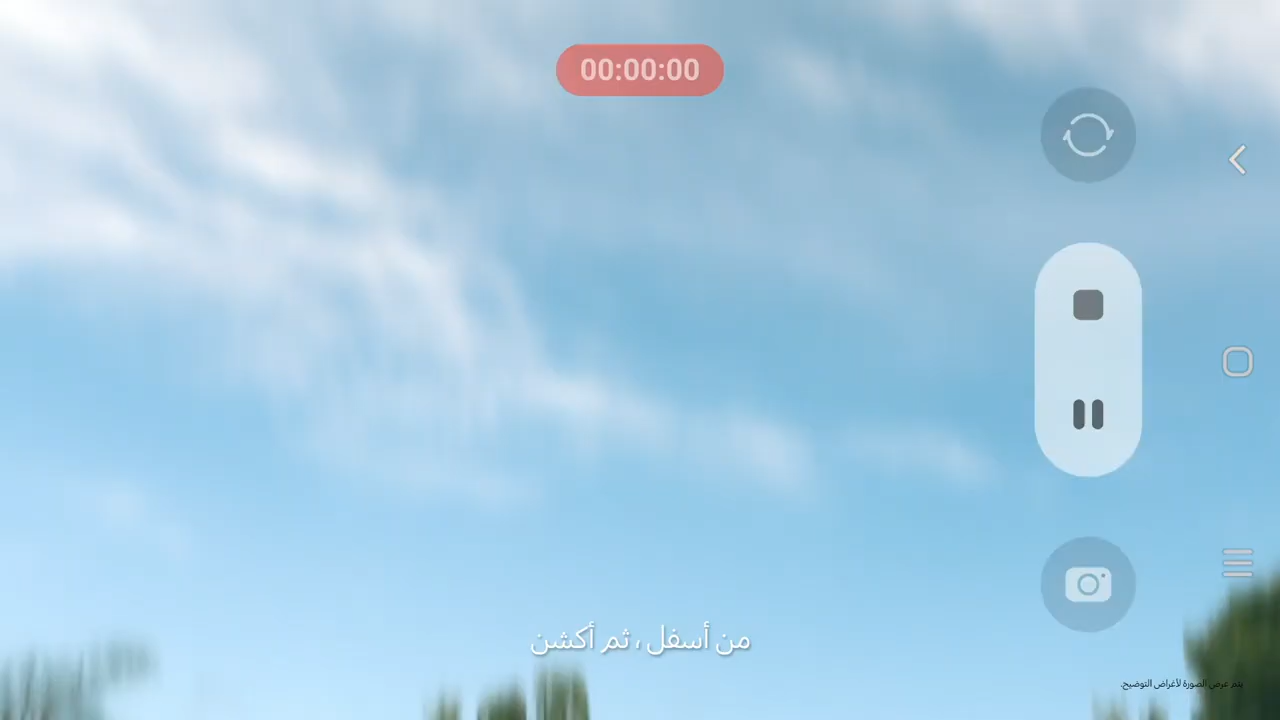 00:00:00
من أسفل، ثم أكشن
يتم عرض الصورة لأغراض التوضيح.